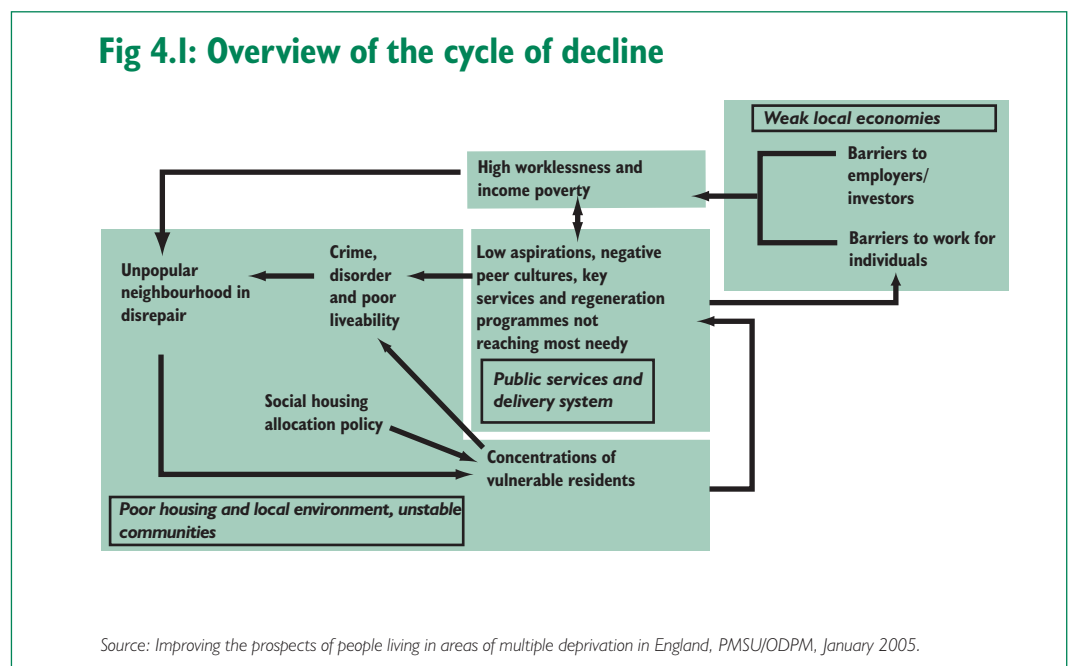 Fig 4.1: Overview of the cycle of decline
Weak local economies
Barriers to
employers/
investors
Barriers to work for
individuals
High worklessness and
income poverty
Unpopular
neighbourhood in
disrepair
Crime,
disorder
and poor
liveability
Low aspirations, negative
peer cultures, key
services and regeneration
programmes not
reaching most needy
Public services and
delivery system
Social housing
allocation policy
Concentrations of
vulnerable residents
Poor housing and local environment, unstable
communities
Source: Improving the prospects of people living in areas of multiple deprivation in England, PMSU/ODPM, January 2005.